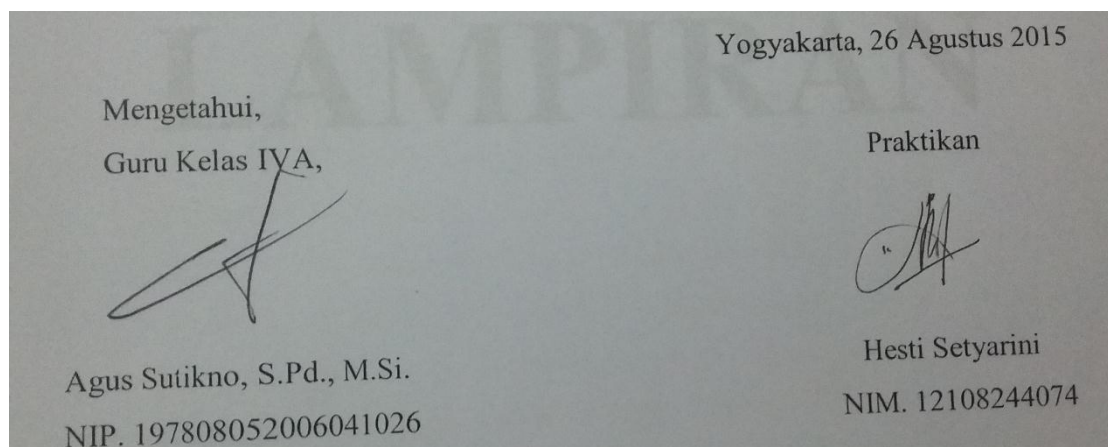 LAMPIRAN
Yogyakarta, 26 Agustus 2015
Mengetahui,
Guru Kelas IVA,
Agus Sutikno, S.Pd., M.Si.
NIP. 197808052006041026
Praktikan
Hesti Setyarini
NIM. 12108244074